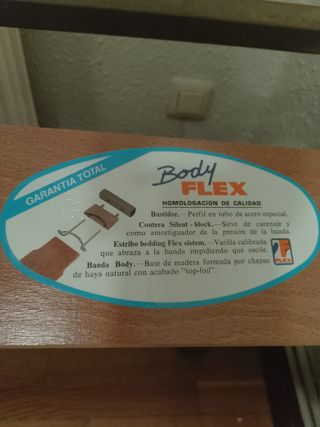 GARANTIA TOTAL
Body
FLEX
HOMOLOGACION DE CALIDAD
Bastidor.—Perfil en tubo de acero especial.
Contera Silent-block.—Sirve de carenaje y
como amortiguador de la presión de la banda.
Estribo bedding Flex sistem.—Varilla calibrada
que abraza a la banda impidiendo que oscile.
Banda Body.—Base de madera formada por chapas
de haya natural con acabado "top-foil".
FLEX